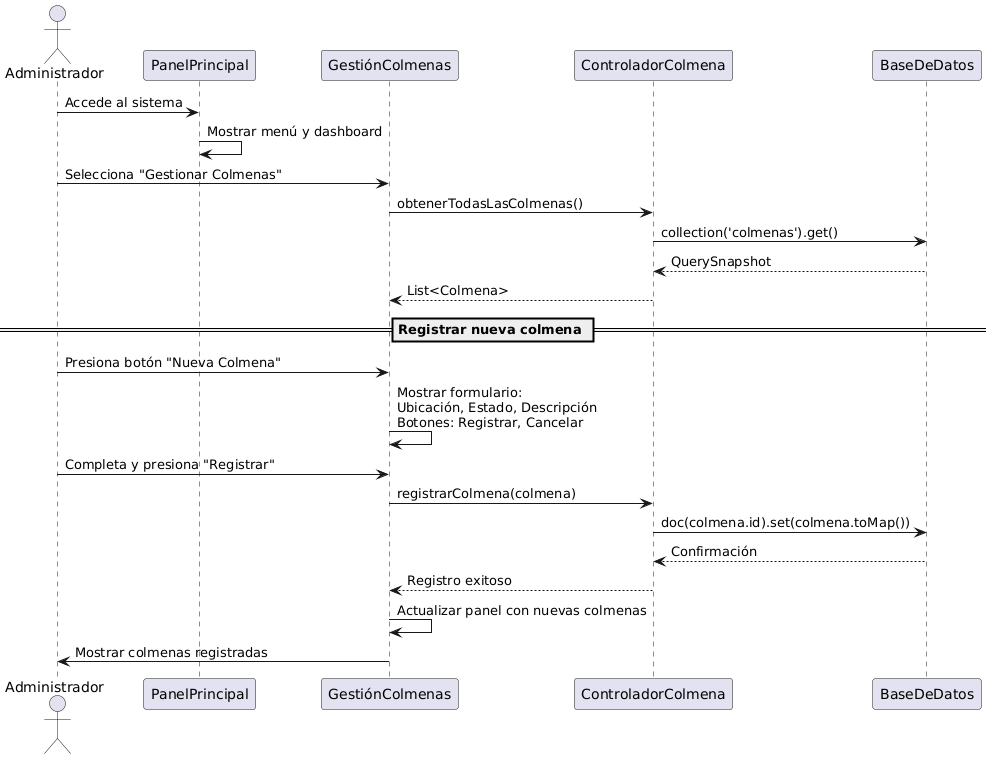 Administrador
PanelPrincipal
GestiónColmenas
ControladorColmena
BaseDeDatos
Accede al sistema
Mostrar menú y dashboard
Selecciona "Gestionar Colmenas"
obtenerTodasLasColmenas()
collection('colmenas').get()
QuerySnapshot
List<Colmena>
Registrar nueva colmena
Presiona botón "Nueva Colmena"
Mostrar formulario:
Ubicación, Estado, Descripción
Botones: Registrar, Cancelar
Completa y presiona "Registrar"
registrarColmena(colmena)
doc(colmena.id).set(colmena.toMap())
Confirmación
Registro exitoso
Actualizar panel con nuevas colmenas
Mostrar colmenas registradas
Administrador
PanelPrincipal
GestiónColmenas
ControladorColmena
BaseDeDatos